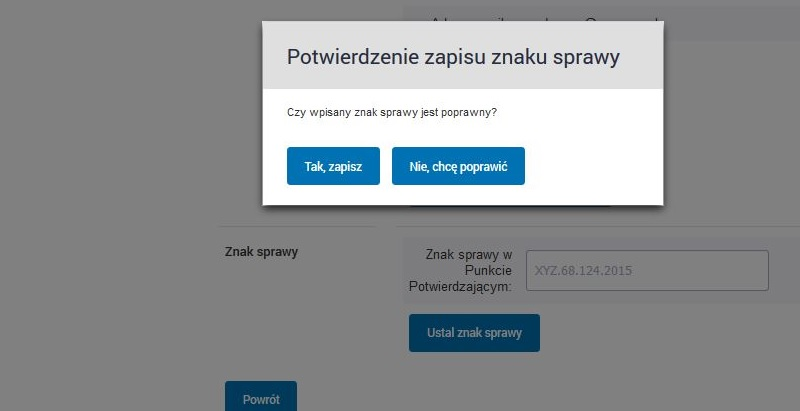 Potwierdzenie zapisu znaku sprawy
Czy wpisany znak sprawy jest poprawny?
Tak, zapisz
Nie, chcę poprawić
Znak sprawy
Znak sprawy w
Punkcie
Potwierdzającym:
XYZ.68.124.2015
Ustal znak sprawy
Powrót